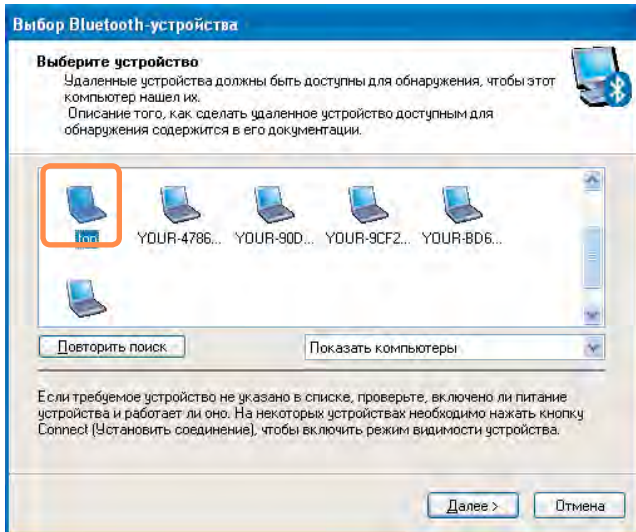 Выбор Bluetooth-устройства
Выберите устройство
Удаленные устройства должны быть доступны для обнаружения, чтобы этот
компьютер нашел их.
Описание того, как сделать удаленное устройство доступным для
обнаружения содержится в его документации.
YOUR-4786... YOUR-90D... YOUR-9CF2... YOUR-BD6...
Повторить поиск
Показать компьютеры
Если требуемое устройство не указано в списке, проверьте, включено ли питание
устройства и работает ли оно. На некоторых устройствах необходимо нажать кнопку
Connect (Установить соединение), чтобы включить режим видимости устройства.
Далее >
Отмена